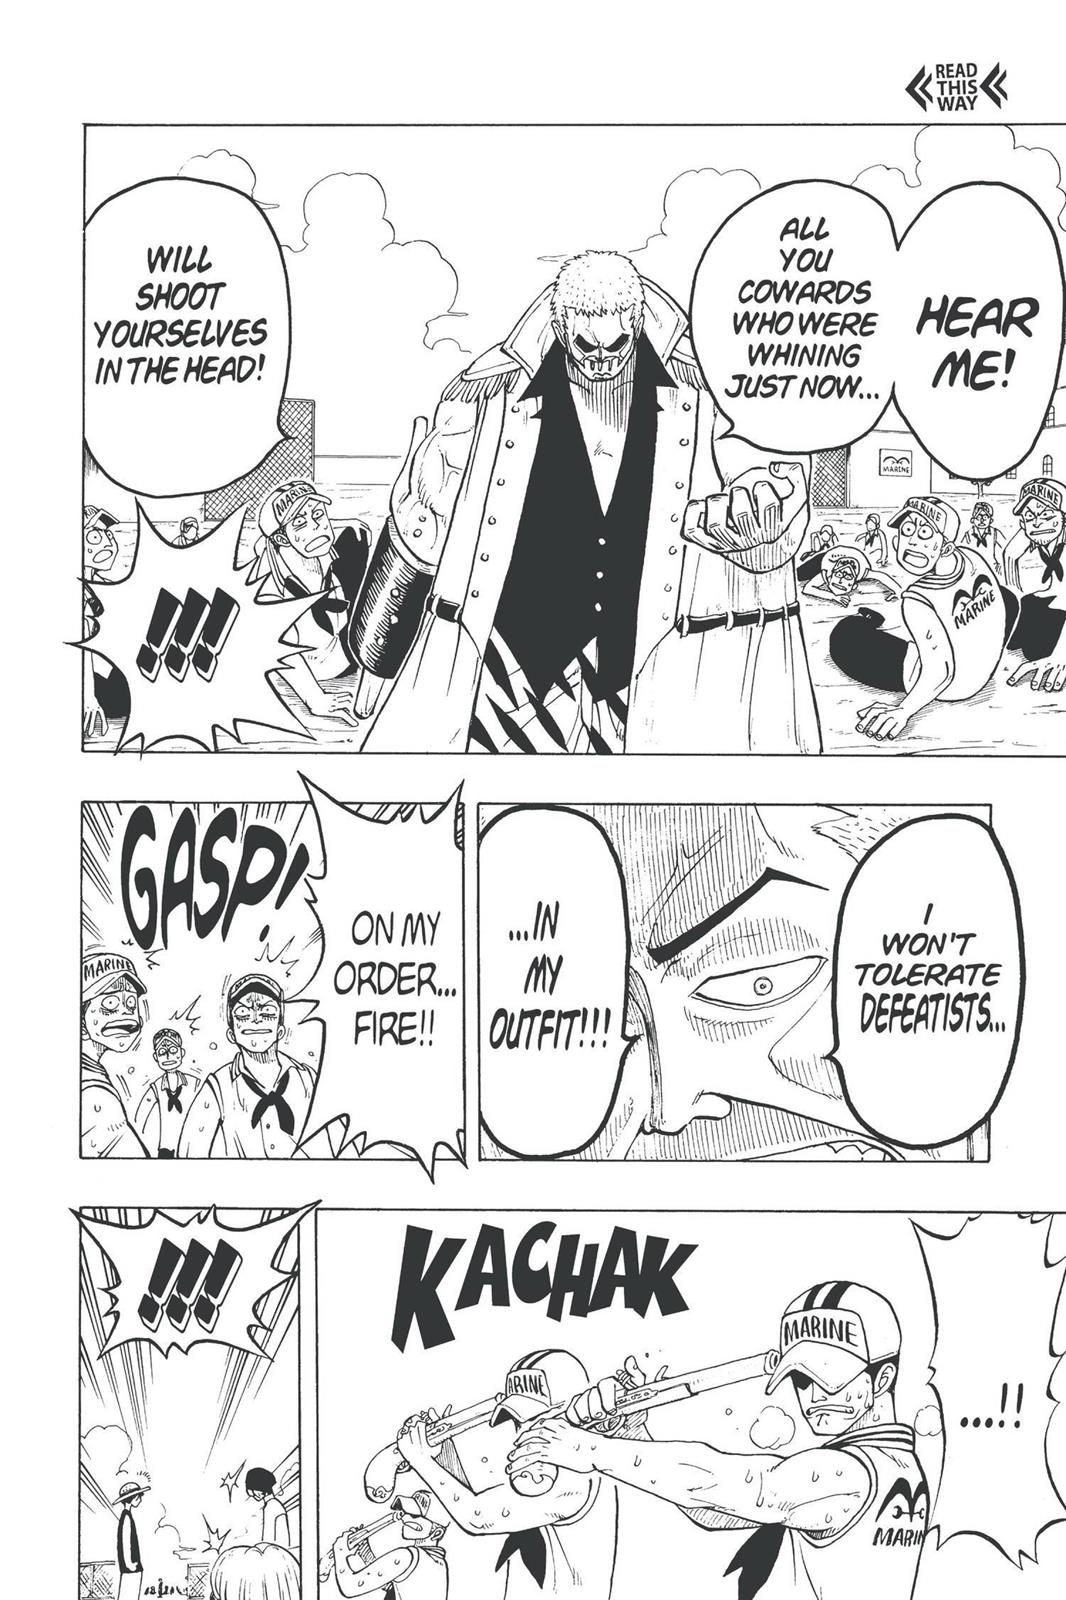 READ
THIS
WAY
HEAR
ME!
ALL
YOU
COWARDS
WHO WERE
WHINING
JUST NOW...
WILL
SHOOT
YOURSELVES
IN THE HEAD!
MARINE
MARINE
MARINE
MARINE
MARINE
!!!
I
WON'T
TOLERATE
DEFEATISTS...
...IN
MY
OUTFIT!!!
ON MY
ORDER...
FIRE!!
GASP!
MARINE
...!!
KACHAK
MARINE
ARINE
MARIN
!!!